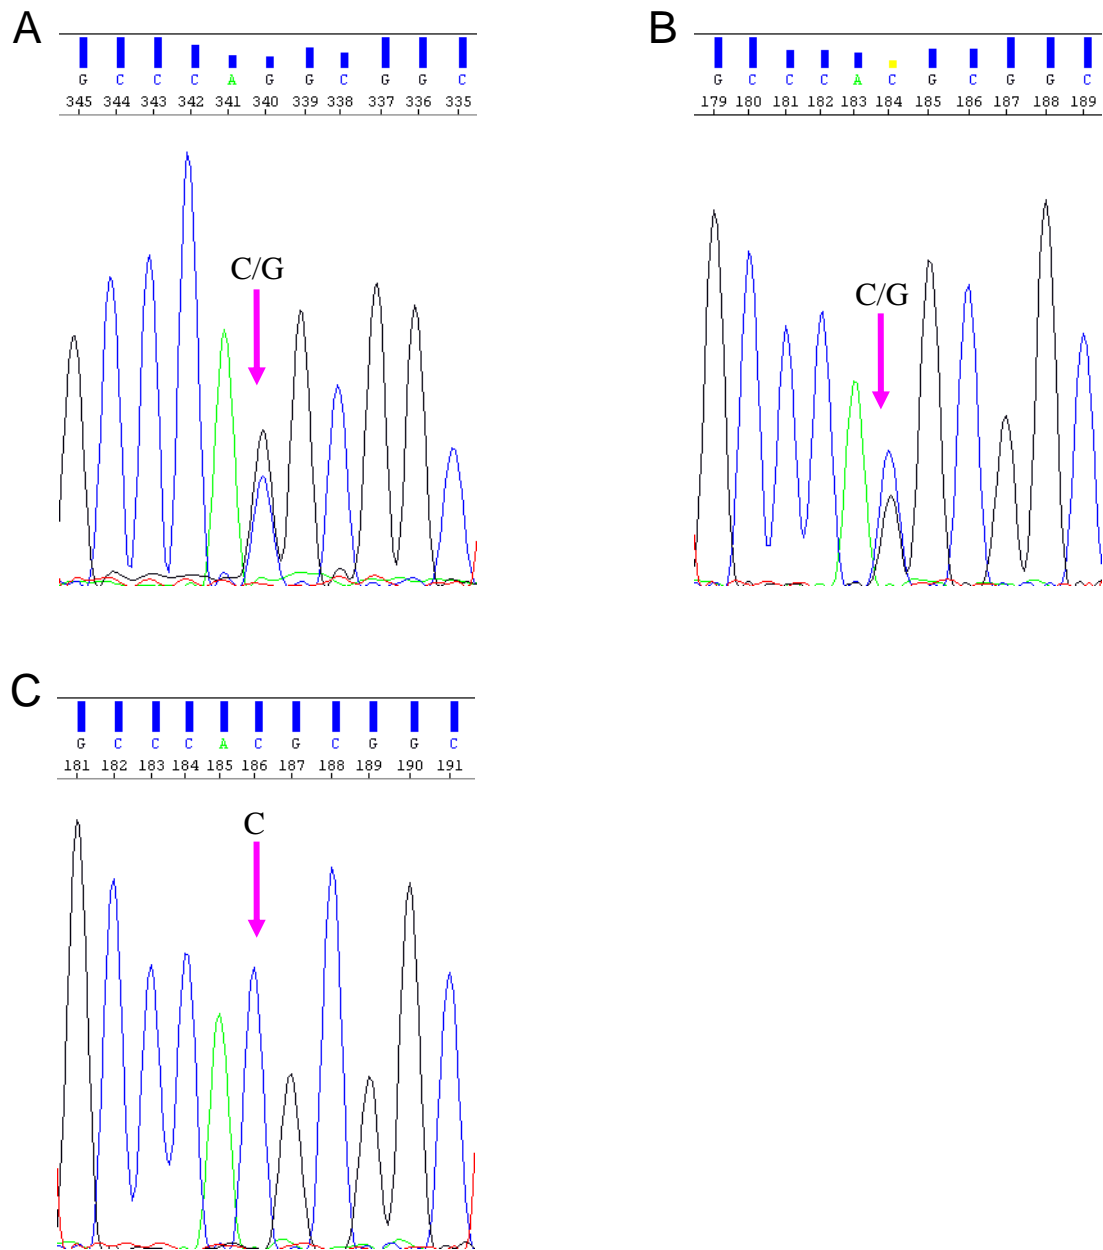 A
G C C C A G G C G G C
345 344 343 342 341 340 339 338 337 336 335
C/G
B
G C C C A C G C G G C
179 180 181 182 183 184 185 186 187 188 189
C/G
C
G C C C A C G C G G C
181 182 183 184 185 186 187 188 189 190 191
C